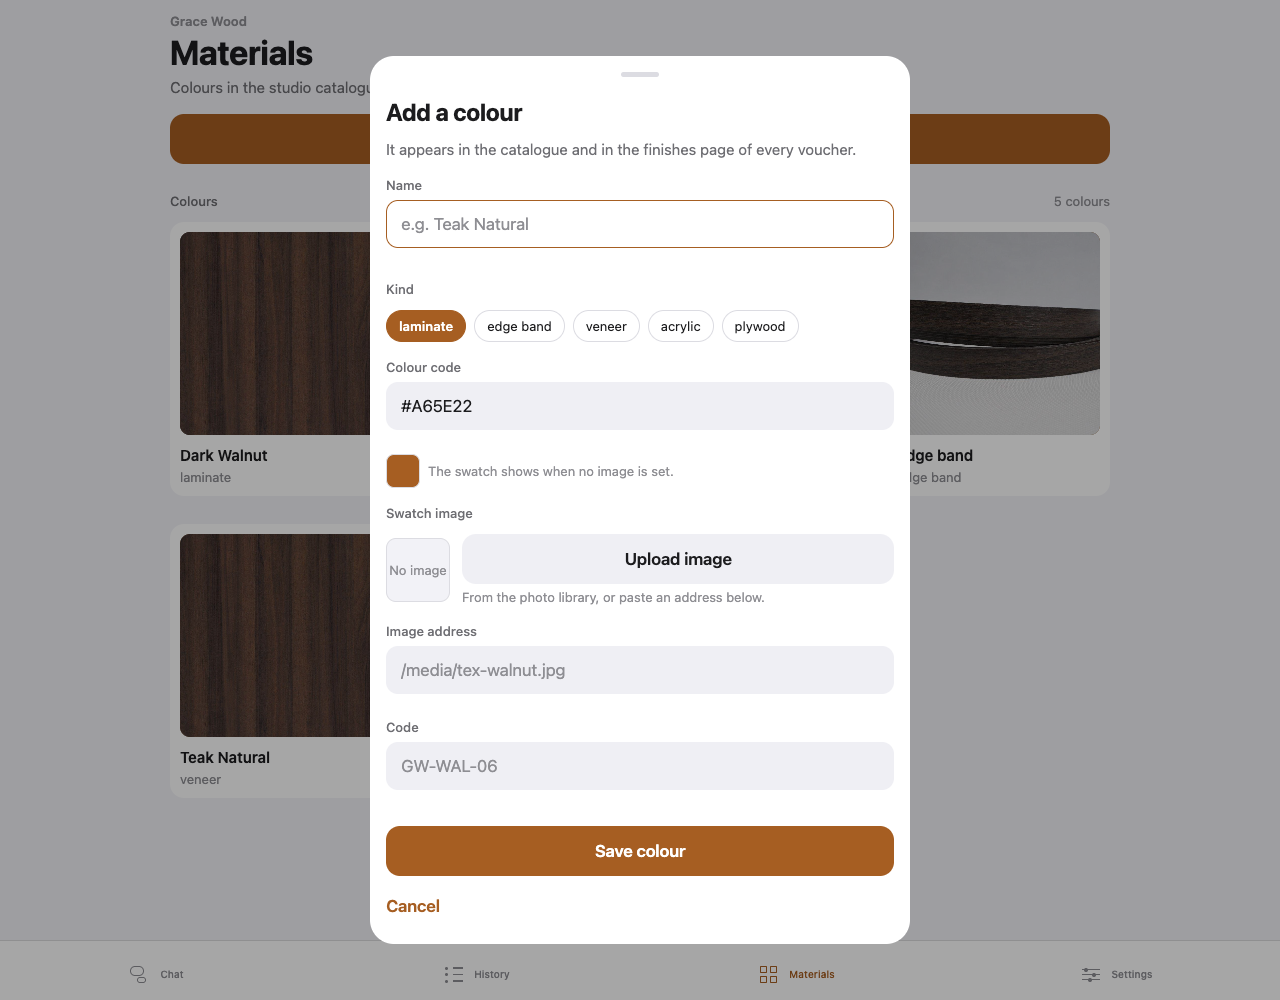 Grace Wood
Materials
Colours in the studio catalogu
Add a colour
It appears in the catalogue and in the finishes page of every voucher.
Name
e.g. Teak Natural
Kind
laminate
edge band
veneer
acrylic
plywood
Colour code
#A65E22
The swatch shows when no image is set.
Swatch image
No image
Upload image
From the photo library, or paste an address below.
Image address
/media/tex-walnut.jpg
Code
GW-WAL-06
Save colour
Cancel
Colours
5 colours
Dark Walnut
laminate
dge band
dge band
Teak Natural
veneer
Chat
History
Materials
Settings